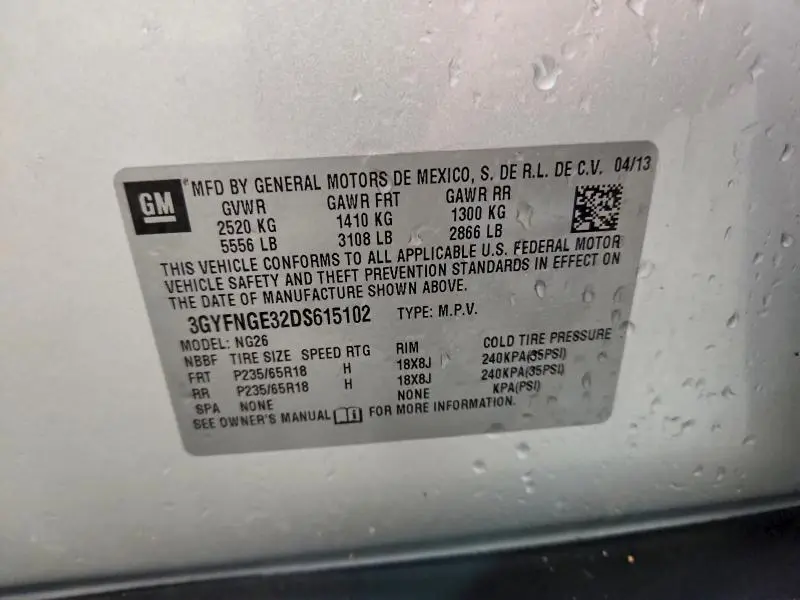 GM
MFD BY GENERAL MOTORS DE MEXICO, S. DE R.L. DE C.V. 04/13
GVWR GAWR FRT GAWR RR
2520 KG 1410 KG 1300 KG
5556 LB 3108 LB 2866 LB
THIS VEHICLE CONFORMS TO ALL APPLICABLE U.S. FEDERAL MOTOR
VEHICLE SAFETY AND THEFT PREVENTION STANDARDS IN EFFECT ON
THE DATE OF MANUFACTURE SHOWN ABOVE.
3GYFNGE32DS615102 TYPE: M.P.V.
MODEL: NG26
NBBF TIRE SIZE SPEED RTG RIM COLD TIRE PRESSURE
FRT P235/65R18 H 18X8J 240KPA(35PSI)
RR P235/65R18 H 18X8J 240KPA(35PSI)
SPA NONE NONE KPA(PSI)
SEE OWNER'S MANUAL FOR MORE INFORMATION.